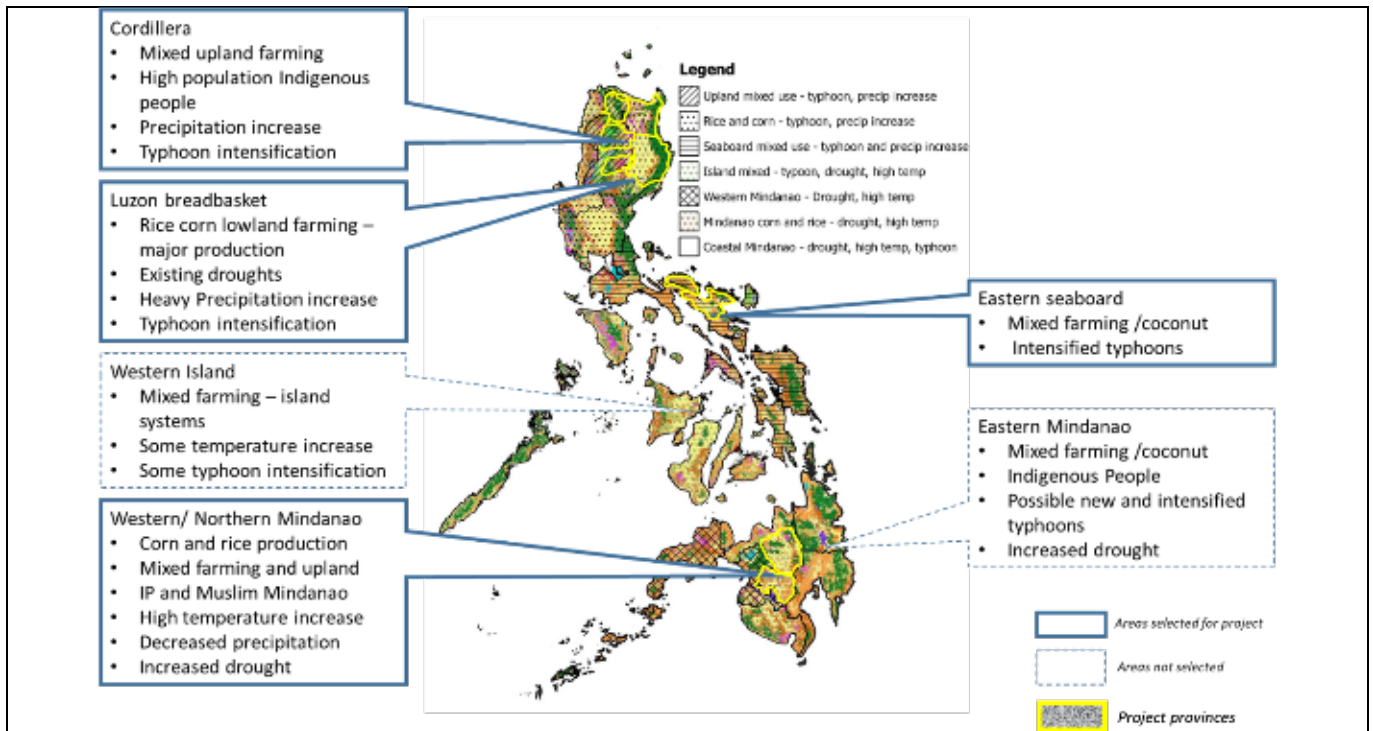 Cordillera
• Mixed upland farming
• High population Indigenous
people
• Precipitation increase
• Typhoon intensification
Luzon breadbasket
• Rice corn lowland farming –
major production
• Existing droughts
• Heavy Precipitation increase
• Typhoon intensification
Western Island
• Mixed farming – island
systems
• Some temperature increase
• Some typhoon intensification
Western/ Northern Mindanao
• Corn and rice production
• Mixed farming and upland
• IP and Muslim Mindanao
• High temperature increase
• Decreased precipitation
• Increased drought
Legend
Upland mixed use - typhoon, precip increase
Rice and corn - typhoon, precip increase
Seaboard mixed use - typhoon and precip increase
Island mixed - typoon, drought, high temp
Western Mindanao - Drought, high temp
Mindanao corn and rice - drought, high temp
Coastal Mindanao - drought, high temp, typhoon
Eastern seaboard
• Mixed farming /coconut
• Intensified typhoons
Eastern Mindanao
• Mixed farming /coconut
• Indigenous People
• Possible new and intensified
typhoons
• Increased drought
Areas selected for project
Areas not selected
Project provinces